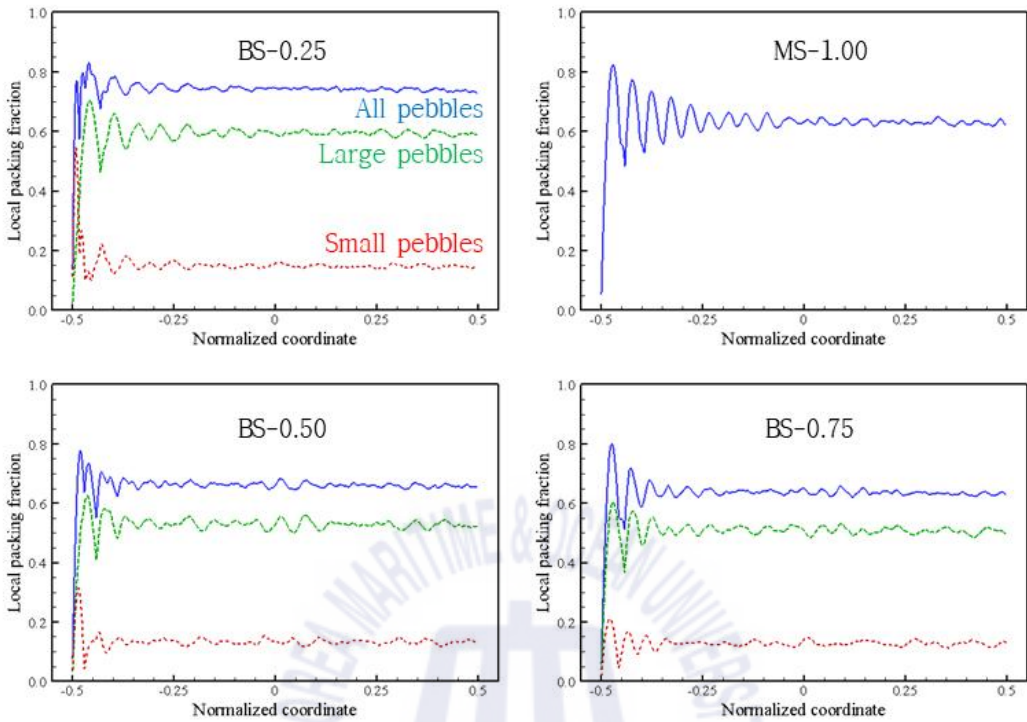 1.0
BS-0.25
0.8
All pebbles
0.6
Large pebbles
0.4
Small pebbles
0.2
0.0
-0.5 -0.25 0 0.25 0.5
Normalized coordinate
Local packing fraction
1.0
MS-1.00
0.8
0.6
0.4
0.2
0.0
-0.5 -0.25 0 0.25 0.5
Normalized coordinate
Local packing fraction
1.0
BS-0.50
0.8
0.6
0.4
0.2
0.0
-0.5 -0.25 0 0.25 0.5
Normalized coordinate
Local packing fraction
1.0
BS-0.75
0.8
0.6
0.4
0.2
0.0
-0.5 -0.25 0 0.25 0.5
Normalized coordinate
Local packing fraction
MARITIME &